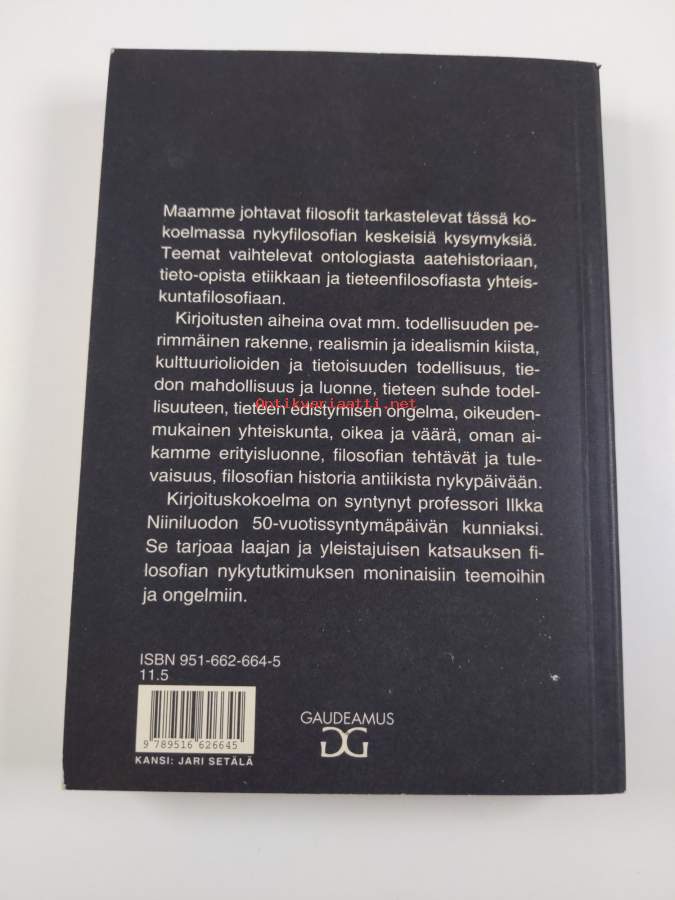 Maamme johtavat filosofit tarkastelevat tässä ko-
koelmassa nykyfilosofian keskeisiä kysymyksiä.
Teemat vaihtelevat ontologiasta aatehistoriaan,
tieto-opista etiikkaan ja tieteenfilosofiasta yhteis-
kuntafilosofiaan.
Kirjoitusten aiheina ovat mm. todellisuuden pe-
rimmäinen rakenne, realismin ja idealismin kiista,
kulttuuriolioiden ja tietoisuuden todellisuus, tie-
don mahdollisuus ja luonne, tieteen suhde todel-
lisuuteen, tieteen edistymisen ongelma, oikeuden-
Antikvariaatti.net
mukainen yhteiskunta, oikea ja väärä, oman ai-
kamme erityisluonne, filosofian tehtävät ja tule-
vaisuus, filosofian historia antiikista nykypäivään.
Kirjoituskokoelma on syntynyt professori Ilkka
Niiniluodon 50-vuotissyntymäpäivän kunniaksi.
Se tarjoaa laajan ja yleistajuisen katsauksen fi-
losofian nykytutkimuksen moninaisiin teemoihin
ja ongelmiin.
ISBN 951-662-664-5
11.5
9 789516 626645
KANSI: JARI SETÄLÄ
GAUDEAMUS